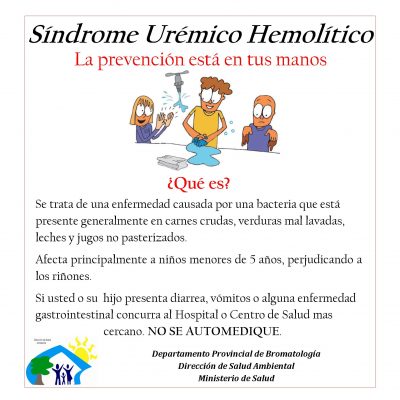 Síndrome Urémico Hemolítico
La prevención está en tus manos
¿Qué es?
Se trata de una enfermedad causada por una bacteria que está
presente generalmente en carnes crudas, verduras mal lavadas,
leches y jugos no pasterizados.
Afecta principalmente a niños menores de 5 años, perjudicando a
los riñones.
Si usted o su hijo presenta diarrea, vómitos o alguna enfermedad
gastrointestinal concurra al Hospital o Centro de Salud mas
cercano. NO SE AUTOMEDIQUE.
Departamento Provincial de Bromatología
Dirección de Salud Ambiental
Ministerio de Salud